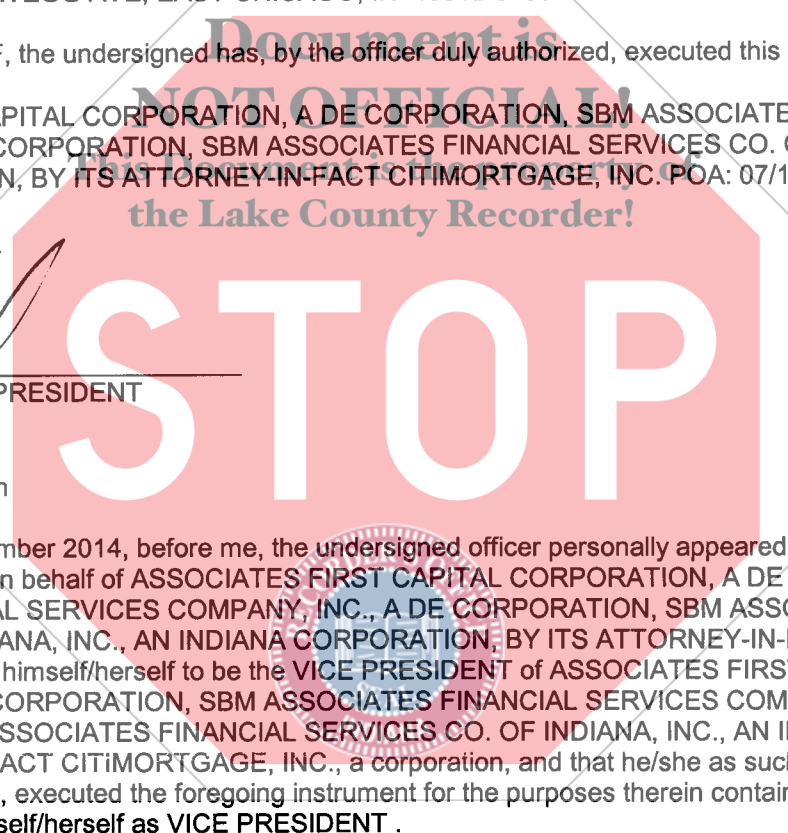 Document is
F, the undersigned has, by the officer duly authorized, executed this
NOT OFFICIAL!
APITAL CORPORATION, A DE CORPORATION, SBM ASSOCIATE
CORPORATION, SBM ASSOCIATES FINANCIAL SERVICES CO.
This Document is the property of
N, BY ITS ATTORNEY-IN-FACT CITIMORTGAGE, INC. POA: 07/1
the Lake County Recorder!
STOP
PRESIDENT
mber 2014, before me, the undersigned officer personally appeared
n behalf of ASSOCIATES FIRST CAPITAL CORPORATION, A DE
AL SERVICES COMPANY, INC., A DE CORPORATION, SBM ASSO
IANA, INC., AN INDIANA CORPORATION, BY ITS ATTORNEY-IN-
himself/herself to be the VICE PRESIDENT of ASSOCIATES FIRST
CORPORATION, SBM ASSOCIATES FINANCIAL SERVICES COM
ASSOCIATES FINANCIAL SERVICES CO. OF INDIANA, INC., AN I
ACT CITiMORTGAGE, INC., a corporation, and that he/she as such
, executed the foregoing instrument for the purposes therein contain
self/herself as VICE PRESIDENT .